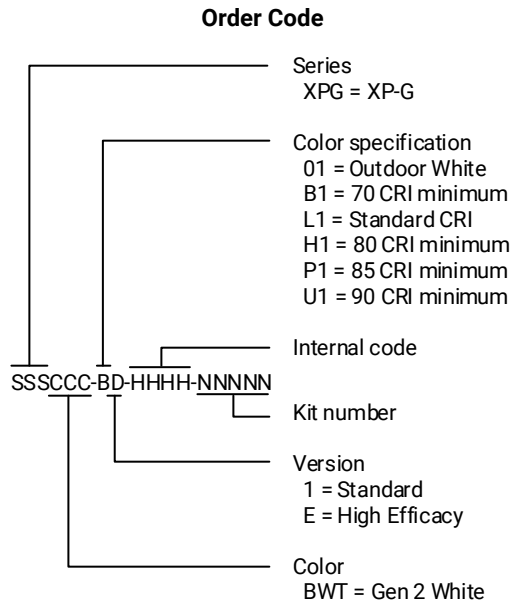 Order Code
Series
XPG = XP-G
Color specification
01 = Outdoor White
B1 = 70 CRI minimum
L1 = Standard CRI
H1 = 80 CRI minimum
P1 = 85 CRI minimum
U1 = 90 CRI minimum
Internal code
SSSCCC-BD-HHHH-NNNNN
Kit number
Version
1 = Standard
E = High Efficacy
Color
BWT = Gen 2 White